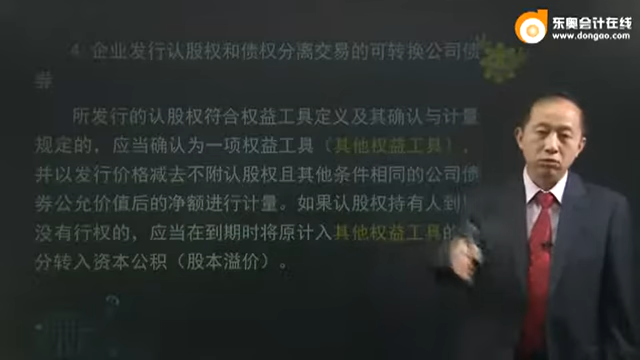 东奥会计在线
www.dongao.com
4.企业发行认股权和债权分离交易的可转换公司债
券
所发行的认股权符合权益工具定义及其确认与计量
规定的，应当确认为一项权益工具（其他权益工具），
并以发行价格减去不附认股权且其他条件相同的公司债
券公允价值后的净额进行计量。如果认股权持有人到
没有行权的，应当在到期时将原计入其他权益工具的
分转入资本公积（股本溢价）。